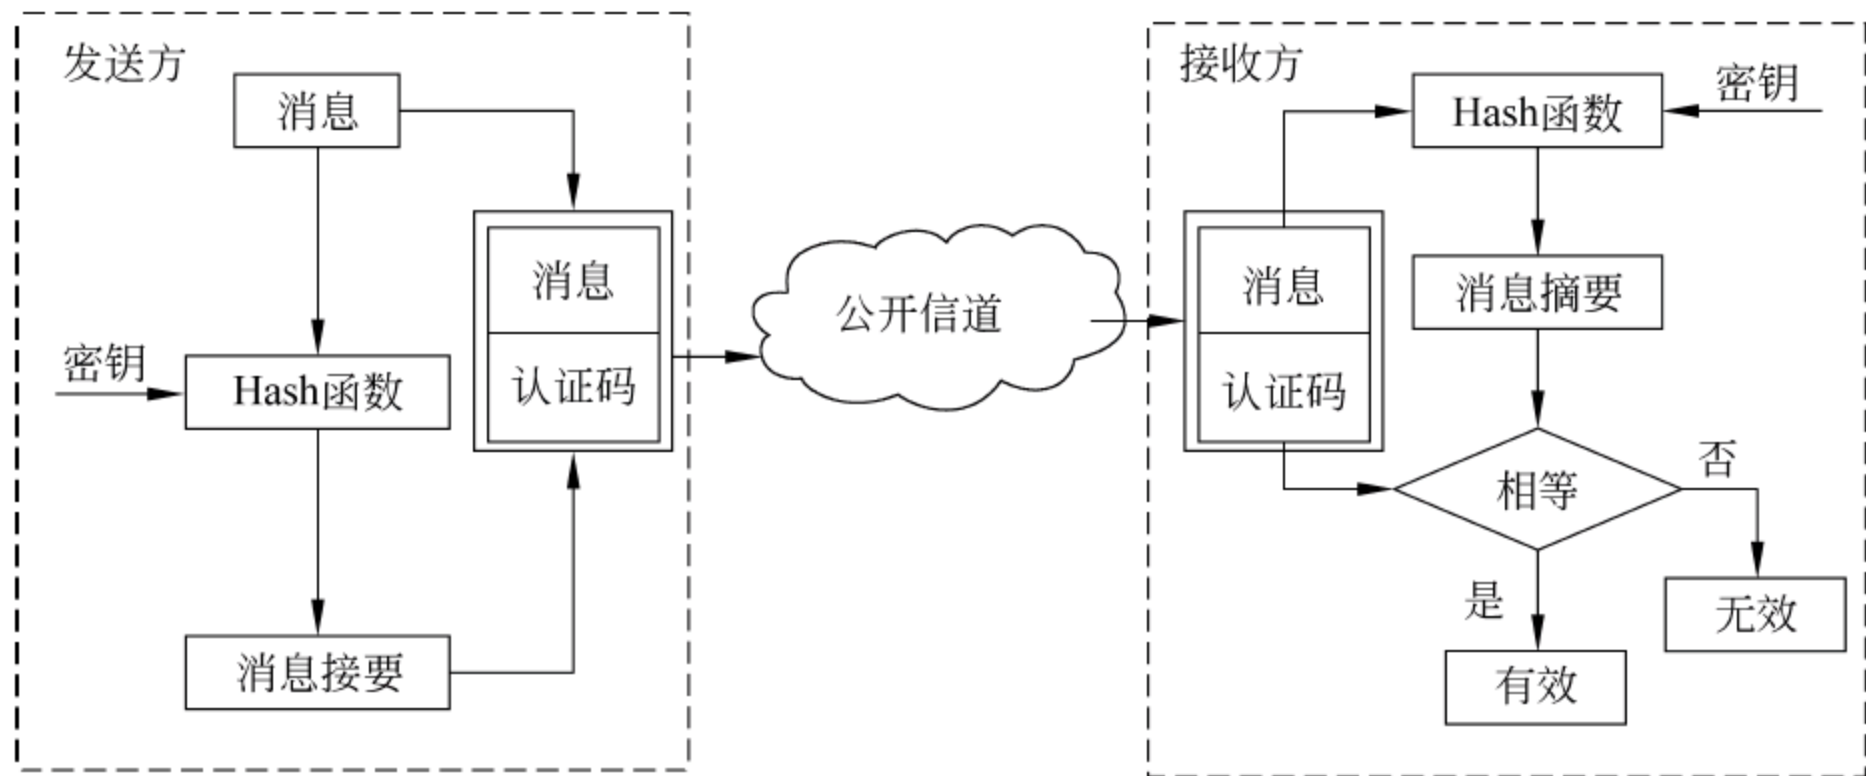 发送方
消息
密钥
Hash函数
消息接要
消息
认证码
公开信道
接收方
消息
认证码
Hash函数
密钥
消息摘要
相等
否
是
无效
有效